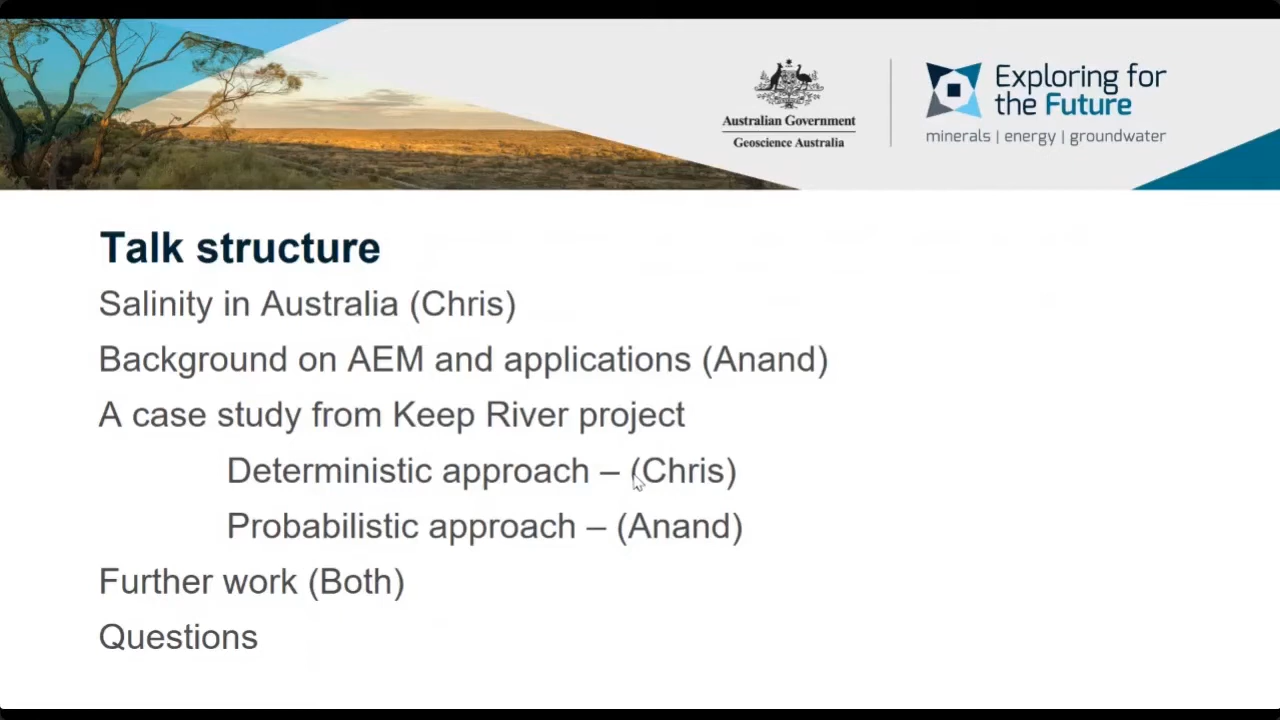 Australian Government
Geoscience Australia
Exploring for
the Future
minerals | energy | groundwater
Talk structure
Salinity in Australia (Chris)
Background on AEM and applications (Anand)
A case study from Keep River project
Deterministic approach – (Chris)
Probabilistic approach – (Anand)
Further work (Both)
Questions